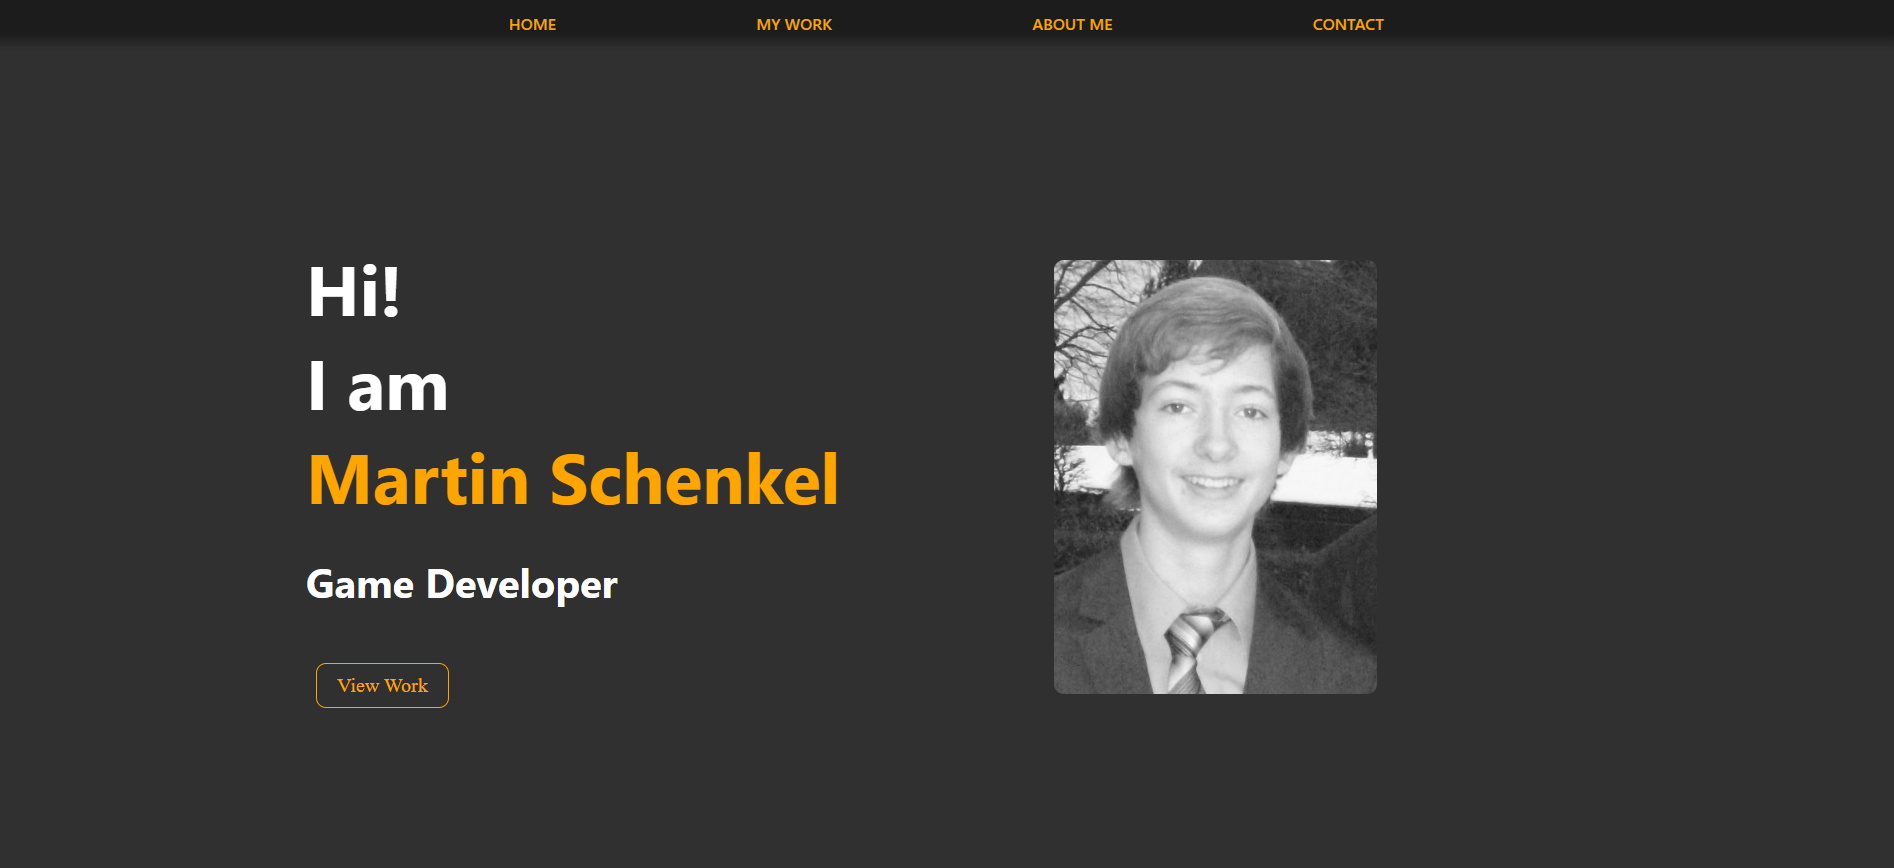 HOME MY WORK ABOUT ME CONTACT
Hi!
I am
Martin Schenkel
Game Developer
View Work